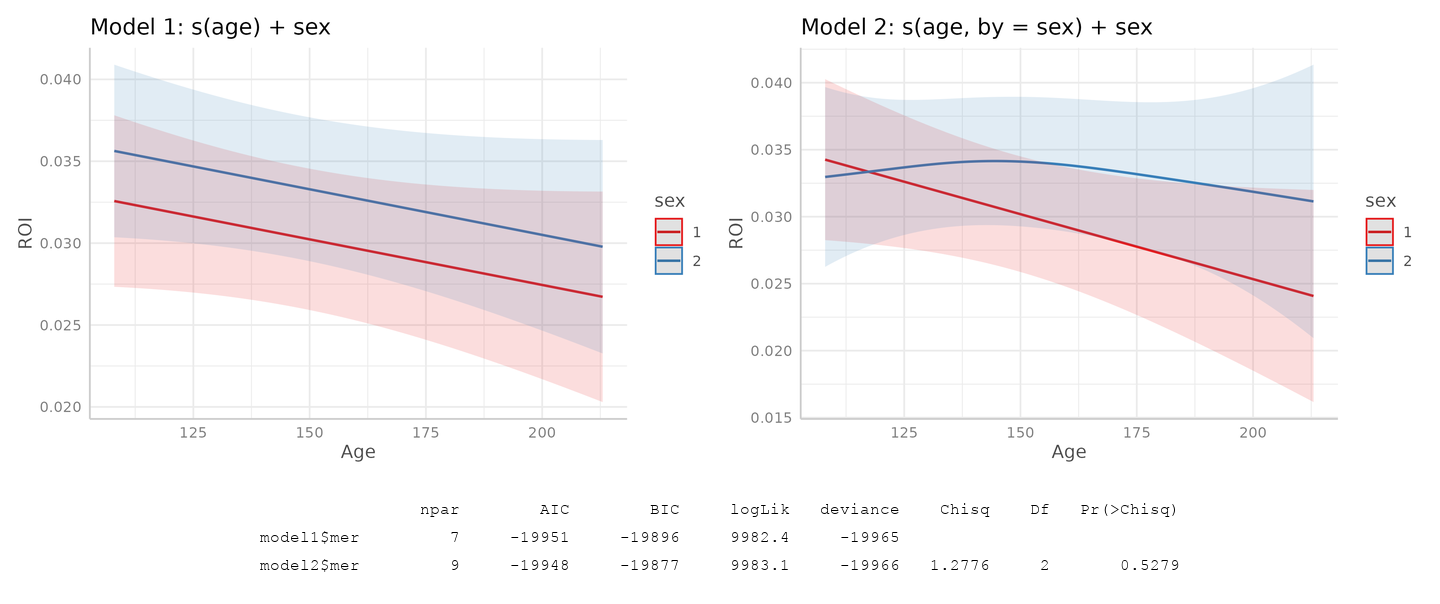 Model 1: s(age) + sex
0.040
0.035
0.030
0.025
0.020
ROI
125 150 175 200
Age
sex
1
2
Model 2: s(age, by = sex) + sex
0.040
0.035
0.030
0.025
0.020
0.015
ROI
125 150 175 200
Age
sex
1
2
npar AIC BIC logLik deviance Chisq Df Pr(>Chisq)
model1$mer 7 -19951 -19896 9982.4 -19965
model2$mer 9 -19948 -19877 9983.1 -19966 1.2776 2 0.5279